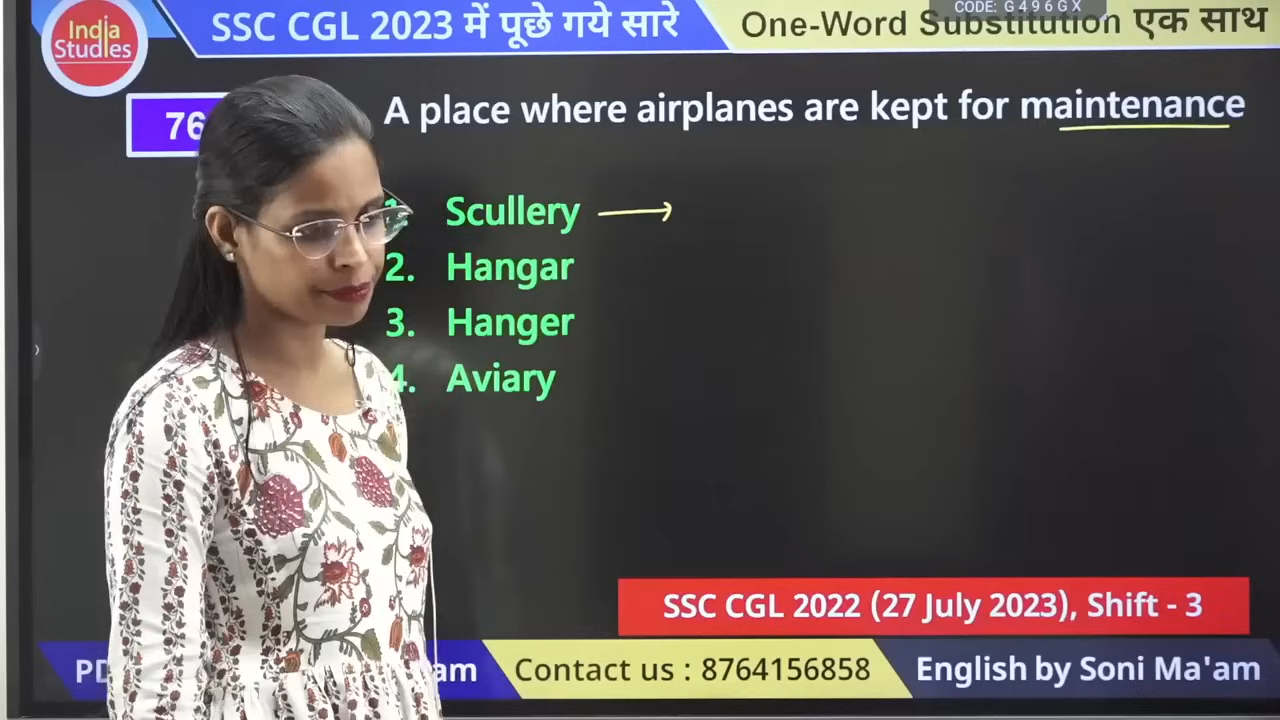 India
Studies
SSC CGL 2023 में पूछे गये सारे
One-Word Substitution एक साथ
CODE: G496GX
76
A place where airplanes are kept for maintenance
1. Scullery
2. Hangar
3. Hanger
4. Aviary
SSC CGL 2022 (27 July 2023), Shift - 3
Contact us : 8764156858
English by Soni Ma'am